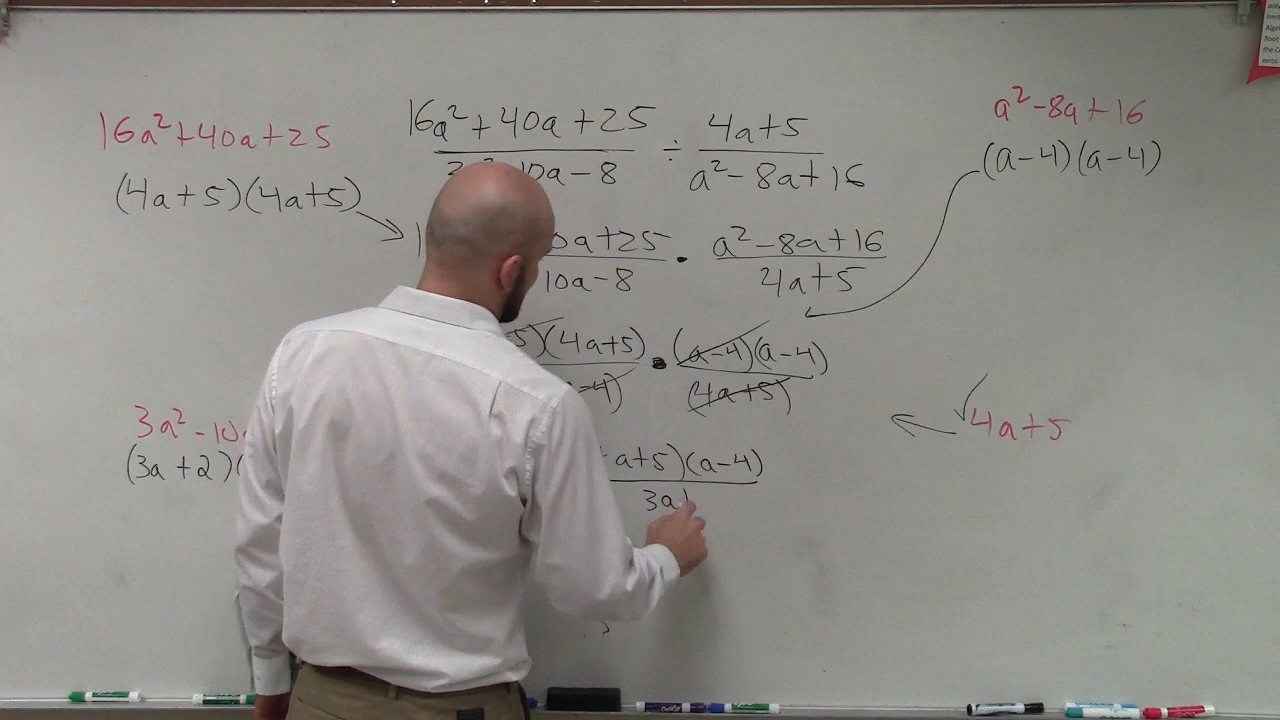 16a²+40a+25
(4a+5)(4a+5)
16a²+40a+25 ÷ 4a+5
10a-8 a²-8a+16
a²-8a+16
(a-4)(a-4)
a+25 · a²-8a+16
10a-8 4a+5
5)(4a+5) · (a-4)(a-4)
-4) (4a+5)
3a²-10
(3a+2)(
4a+5
a+5)(a-4)
3a